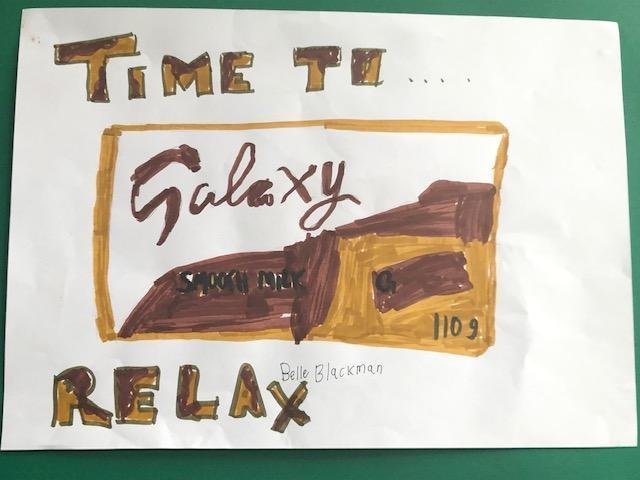 TIME TO .....
Galaxy
SMOOTH MILK
G
110g
Belle Blackman
RELAX